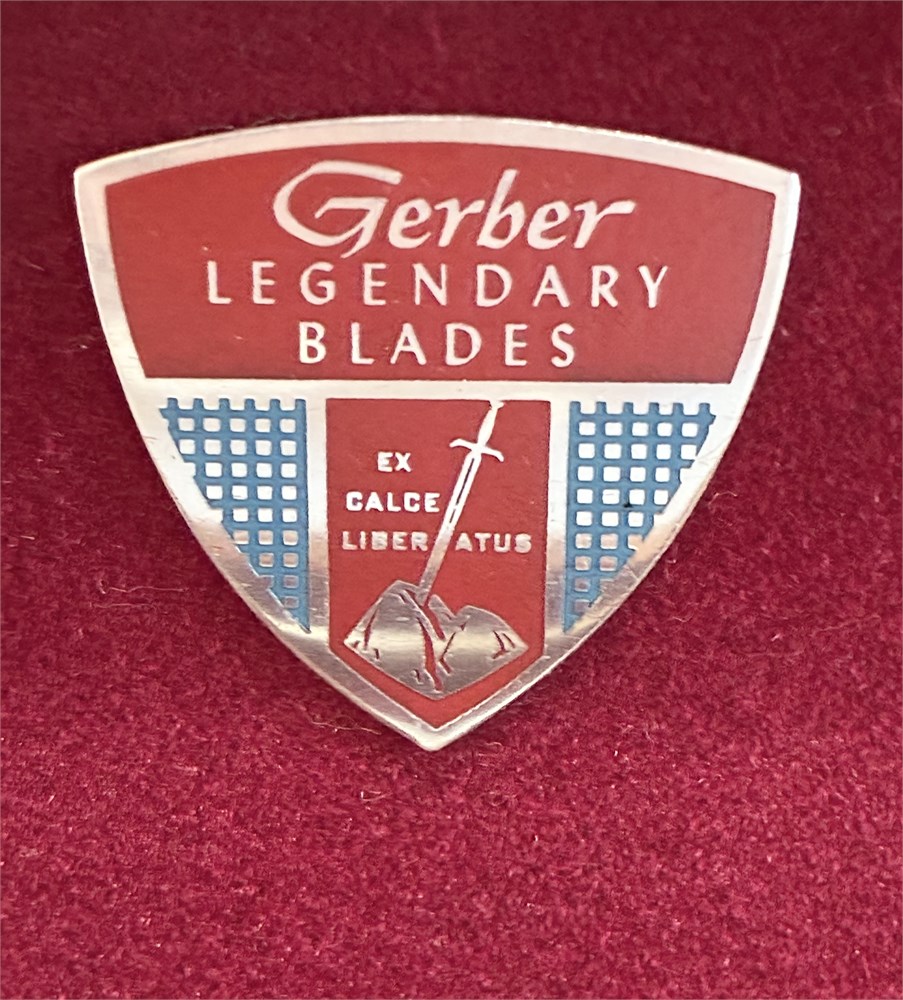 Gerber
LEGENDARY
BLADES
EX
CALCE
LIBERATUS